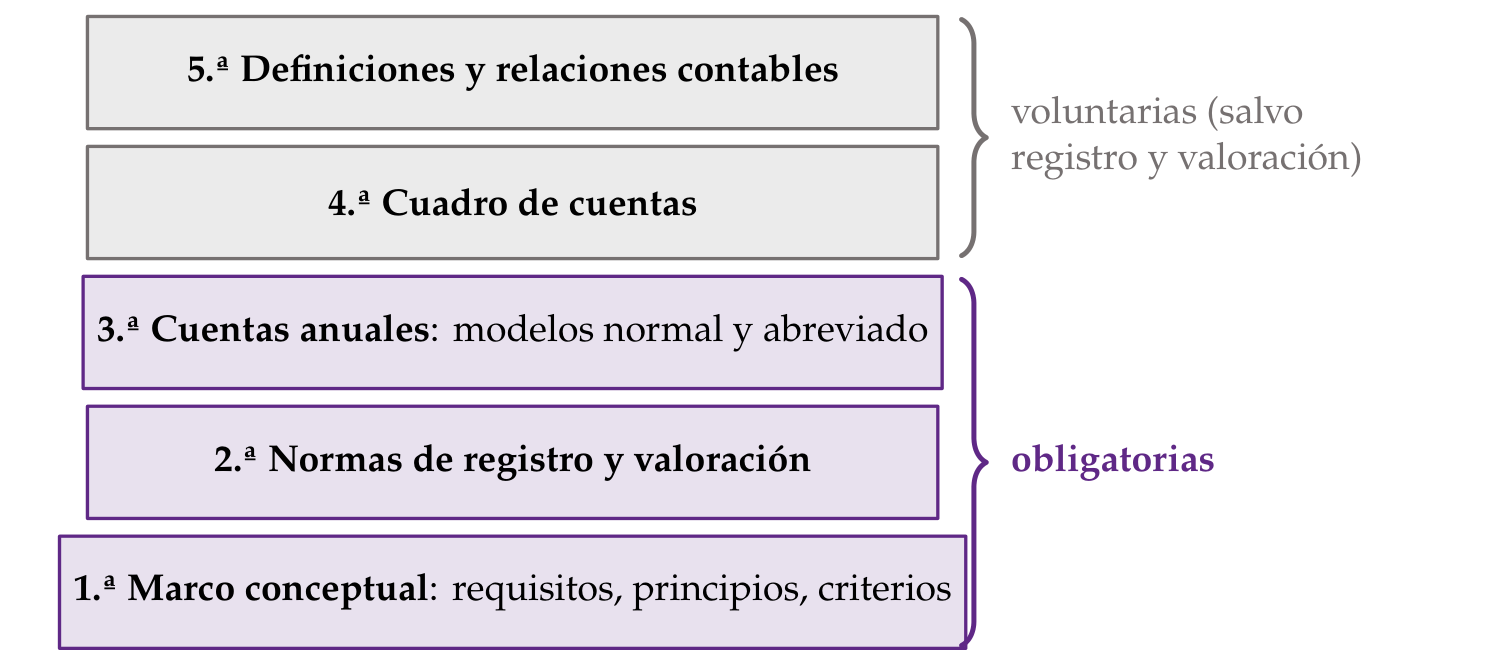 5.ª Definiciones y relaciones contables
4.ª Cuadro de cuentas
voluntarias (salvo
registro y valoración)
3.ª Cuentas anuales: modelos normal y abreviado
2.ª Normas de registro y valoración
1.ª Marco conceptual: requisitos, principios, criterios
obligatorias